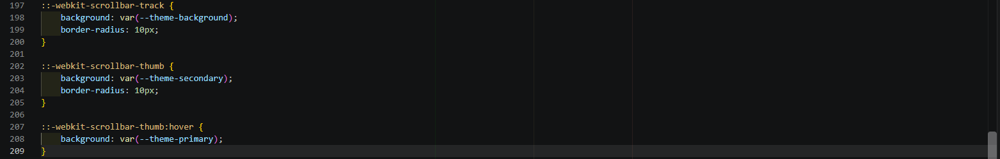 197 ::-webkit-scrollbar-track {
198     background: var(--theme-background);
199     border-radius: 10px;
200 }
201
202 ::-webkit-scrollbar-thumb {
203     background: var(--theme-secondary);
204     border-radius: 10px;
205 }
206
207 ::-webkit-scrollbar-thumb:hover {
208     background: var(--theme-primary);
209 }